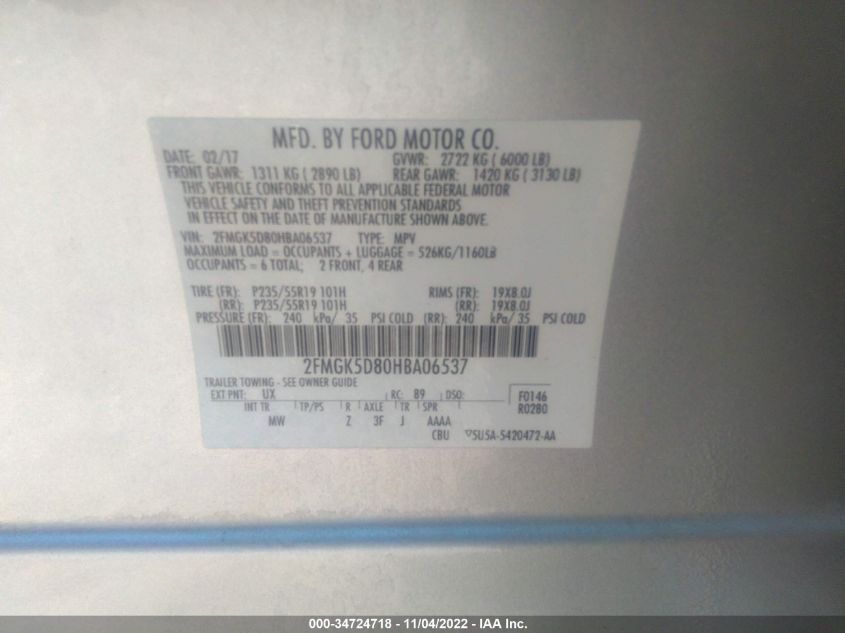 MFD. BY FORD MOTOR CO.
DATE: 02/17 GVWR: 2722 KG ( 6000 LB)
FRONT GAWR: 1311 KG ( 2890 LB) REAR GAWR: 1420 KG ( 3130 LB)
THIS VEHICLE CONFORMS TO ALL APPLICABLE FEDERAL MOTOR
VEHICLE SAFETY AND THEFT PREVENTION STANDARDS
IN EFFECT ON THE DATE OF MANUFACTURE SHOWN ABOVE.
VIN: 2FMGK5D80HBA06537 TYPE: MPV
MAXIMUM LOAD = OCCUPANTS + LUGGAGE = 526KG/1160LB
OCCUPANTS = 6 TOTAL; 2 FRONT, 4 REAR
TIRE (FR): P235/55R19 101H RIMS (FR): 19X8.0J
(RR): P235/55R19 101H (RR): 19X8.0J
PRESSURE (FR): 240 kPa/ 35 PSI COLD (RR): 240 kPa/ 35 PSI COLD
2FMGK5D80HBA06537
TRAILER TOWING - SEE OWNER GUIDE
EXT PNT: UX RC: 89 DSO: F0146
INT TR TP/PS R AXLE TR SPR R0280
MW Z 3F J AAAA
CBU ▽5U5A-5420472-AA
000-34724718 - 11/04/2022 - IAA Inc.